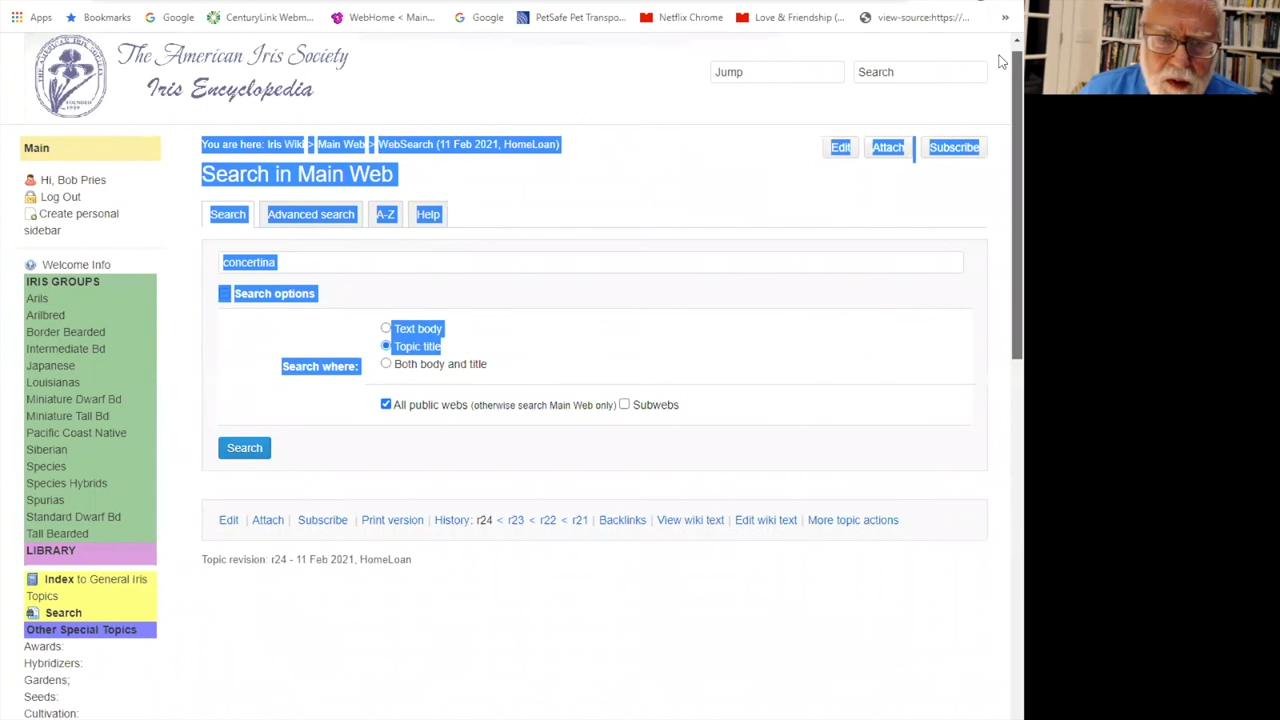 Bookmarks Google CenturyLink Webm... WebHome < Main... Google PetSafe Pet Transpo... Netflix Chrome Love & Friendship (... view-source:https://... »
The American Iris Society
Iris Encyclopedia
Jump Search
Main
You are here: Iris Wiki > Main Web > WebSearch (11 Feb 2021, HomeLoan)
Edit Attach Subscribe
Search in Main Web
Hi, Bob Pries
Log Out
Create personal
sidebar
Search Advanced search A-Z Help
concertina
Search options
Search where:
Text body
Topic title
Both body and title
All public webs (otherwise search Main Web only) Subwebs
Search
Welcome Info
IRIS GROUPS
Arils
Arilbred
Border Bearded
Intermediate Bd
Japanese
Louisianas
Miniature Dwarf Bd
Miniature Tall Bd
Pacific Coast Native
Siberian
Species
Species Hybrids
Spurias
Standard Dwarf Bd
Tall Bearded
LIBRARY
Index to General Iris
Topics
Search
Other Special Topics
Awards:
Hybridizers:
Gardens;
Seeds:
Cultivation:
Edit | Attach | Subscribe | Print version | History: r24 < r23 < r22 < r21 | Backlinks | View wiki text | Edit wiki text | More topic actions
Topic revision: r24 - 11 Feb 2021, HomeLoan